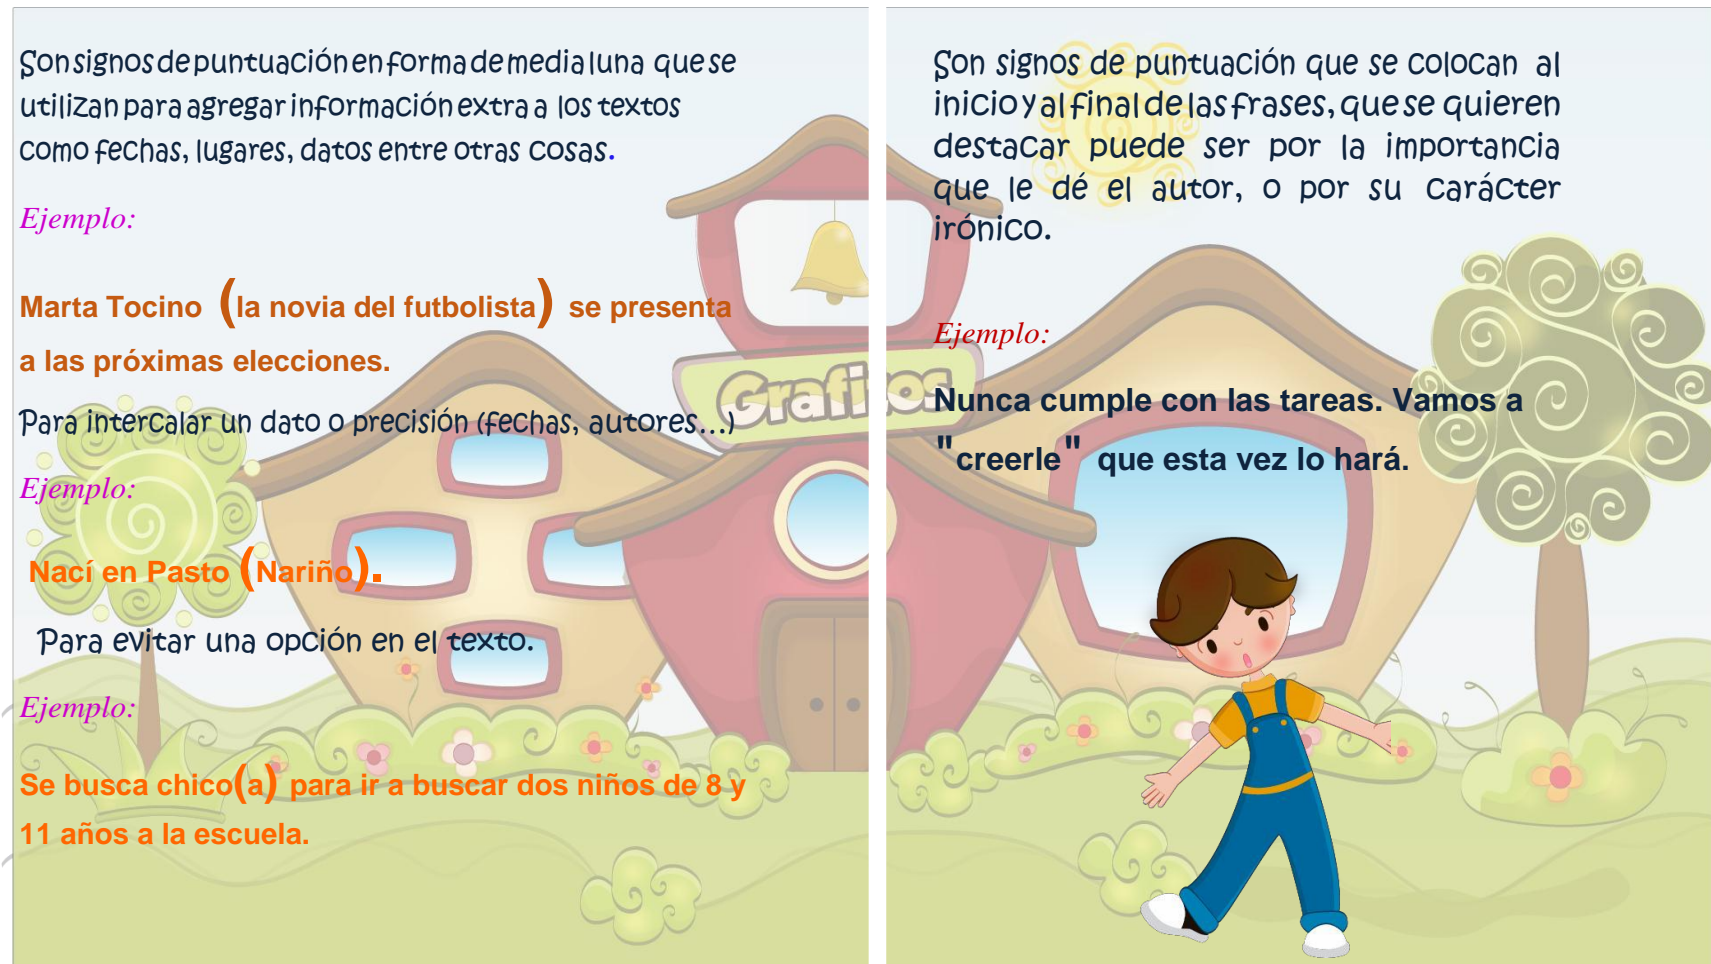 Son signos de puntuación en forma de media luna que se
utilizan para agregar información extra a los textos
como fechas, lugares, datos entre otras cosas.
Ejemplo:
Marta Tocino (la novia del futbolista) se presenta
a las próximas elecciones.
Para intercalar un dato o precisión (fechas, autores...)
Ejemplo:
Nací en Pasto (Nariño).
Para evitar una opción en el texto.
Ejemplo:
Se busca chico(a) para ir a buscar dos niños de 8 y
11 años a la escuela.
Grafitos
Son signos de puntuación que se colocan al
inicio y al final de las frases, que se quieren
destacar puede ser por la importancia
que le dé el autor, o por su carácter
irónico.
Ejemplo:
Nunca cumple con las tareas. Vamos a
"creerle" que esta vez lo hará.